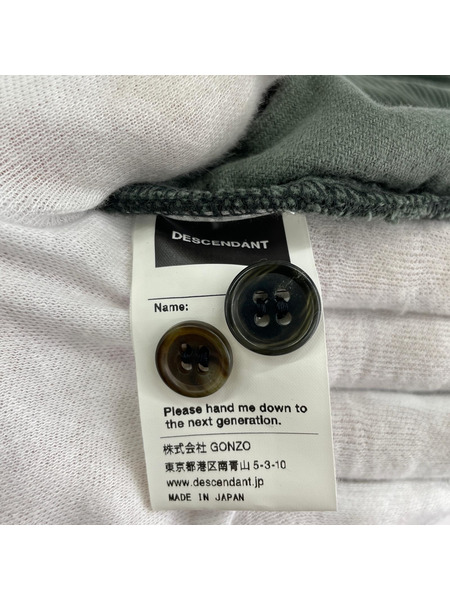 DESCENDANT
Name:
Please hand me down to
the next generation.
株式会社 GONZO
東京都港区南青山 5-3-10
www.descendant.jp
MADE IN JAPAN